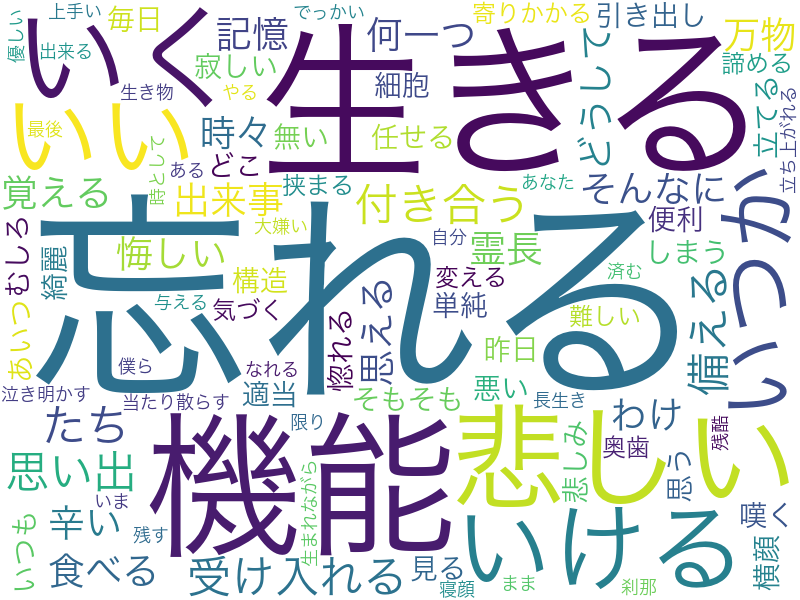 優しい
上手い
毎日
でっかい
寄りかかる
引き出し
万物
出来る
いく
記憶
何一つ
生きる
どうして
諦める
寂しい
細胞
生き物
やる
立てる
立ち上がれる
いい
最後
時々
無い
任せる
時として
ある
どこ
挟まる
あなた
そんなに
いつか
覚える
出来事
付き合う
便利
大嫌い
悔しい
自分
霊長
しまう
むしろ
綺麗
忘れる
構造
変える
済む
与える
気づく
思える
単純
難しい
備える
あいつ
惚れる
昨日
僕ら
なれる
泣き明かす
当たり散らす
適当
そもそも
悪い
長生き
たち
機能
限り
悲しい
わけ
残酷
奥歯
思い出
悲しみ
思う
いつも
いま
辛い
生まれながら
いける
嘆く
残す
食べる
受け入れる
見る
横顔
寝顔
まま
刹那